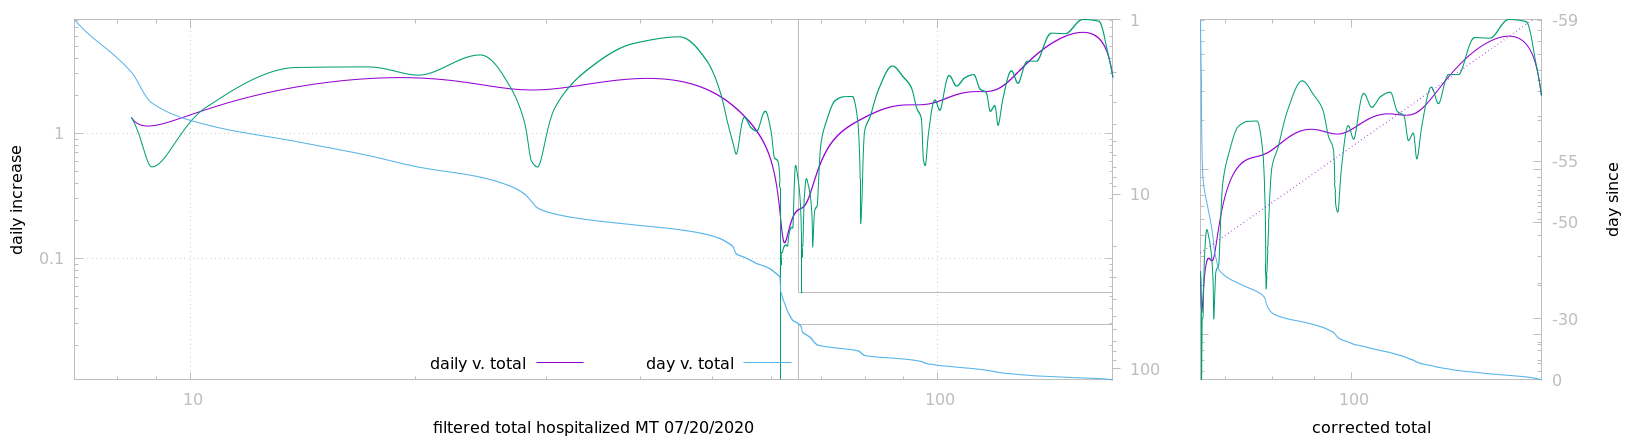 1
-59
1
daily increase
-55
day since
10
-50
0.1
-30
daily v. total
day v. total
100
0
10
100
100
filtered total hospitalized MT 07/20/2020
corrected total